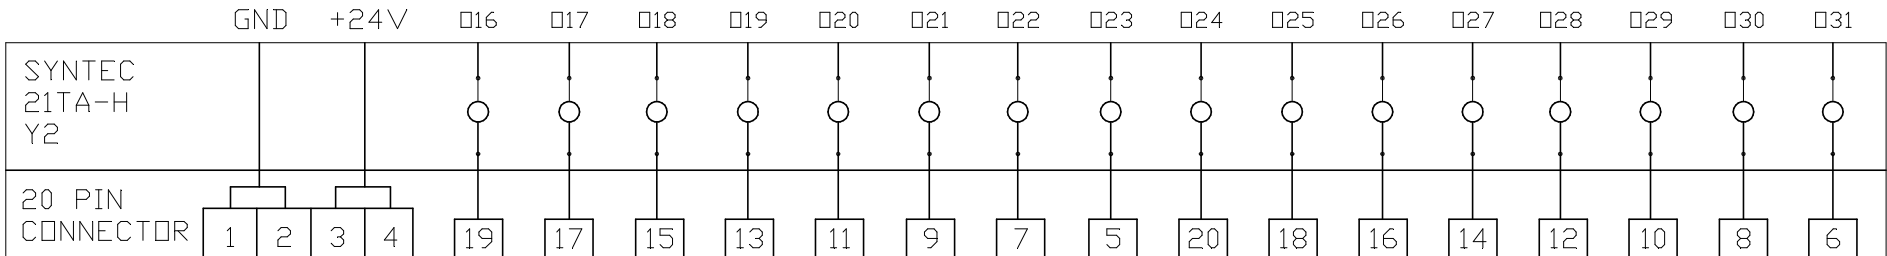 GND +24V O16 O17 O18 O19 O20 O21 O22 O23 O24 O25 O26 O27 O28 O29 O30 O31
SYNTEC
21TA-H
Y2
20 PIN
CONNECTOR
1 2 3 4 19 17 15 13 11 9 7 5 20 18 16 14 12 10 8 6